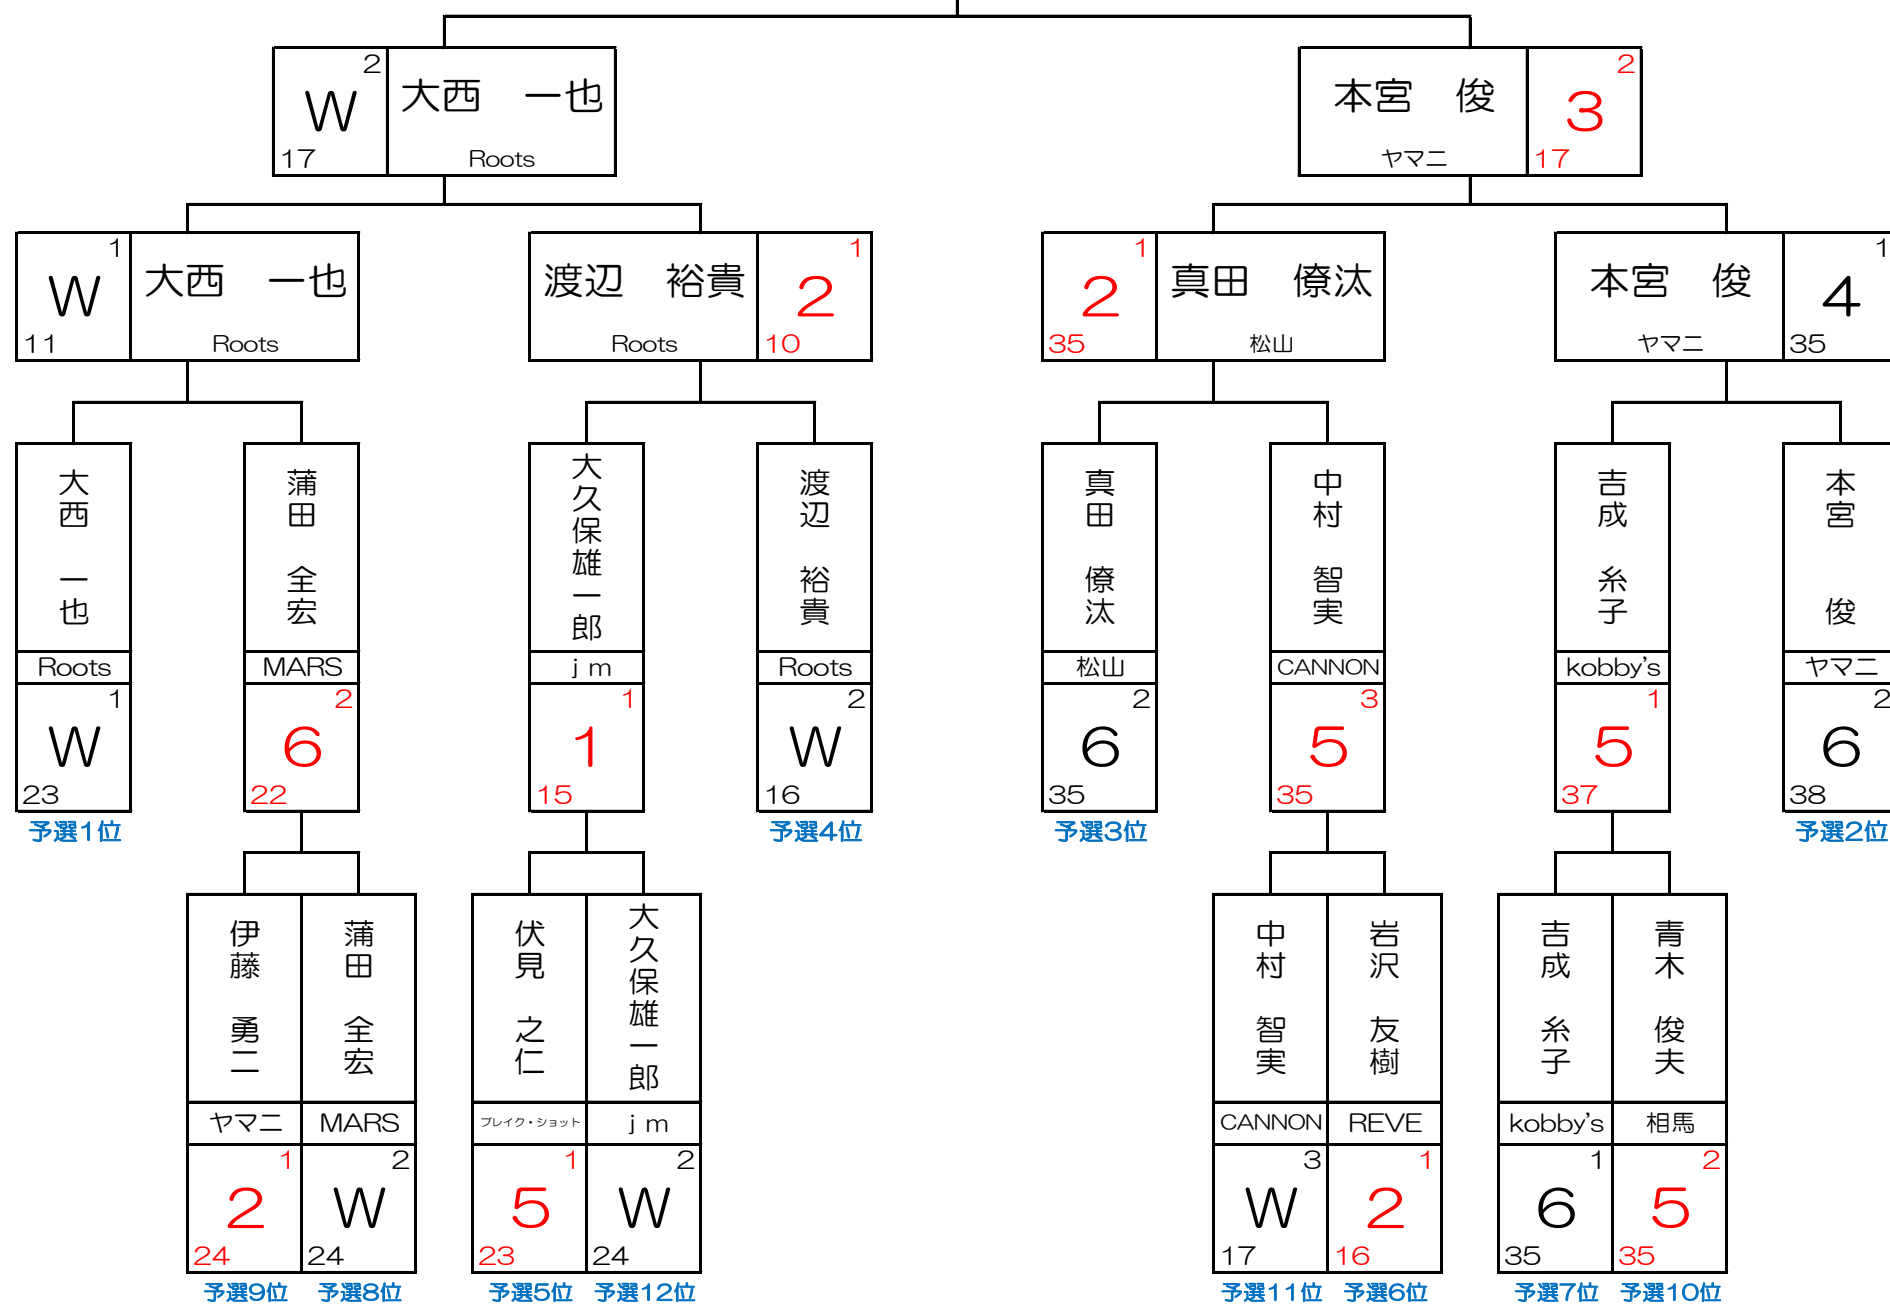 2
W
17
大西　一也
Roots
本宮　俊
ヤマニ
2
3
17
1
W
11
大西　一也
Roots
渡辺　裕貴
Roots
1
2
10
1
2
35
真田　僚汰
松山
本宮　俊
ヤマニ
1
4
35
大西　一也
Roots
1
W
23
予選1位
蒲田　全宏
MARS
2
6
22
大久保雄一郎
jm
1
1
15
渡辺　裕貴
Roots
2
W
16
予選4位
真田　僚汰
松山
2
6
35
予選3位
中村　智実
CANNON
3
5
35
吉成　糸子
kobby's
1
5
37
本宮　俊
ヤマニ
2
6
38
予選2位
伊藤　勇二
ヤマニ
1
2
24
予選9位
蒲田　全宏
MARS
2
W
24
予選8位
伏見　之仁
ブレイク・ショット
1
5
23
予選5位
大久保雄一郎
jm
2
W
24
予選12位
中村　智実
CANNON
3
W
17
予選11位
岩沢　友樹
REVE
1
2
16
予選6位
吉成　糸子
kobby's
1
6
35
予選7位
青木　俊夫
相馬
2
5
35
予選10位